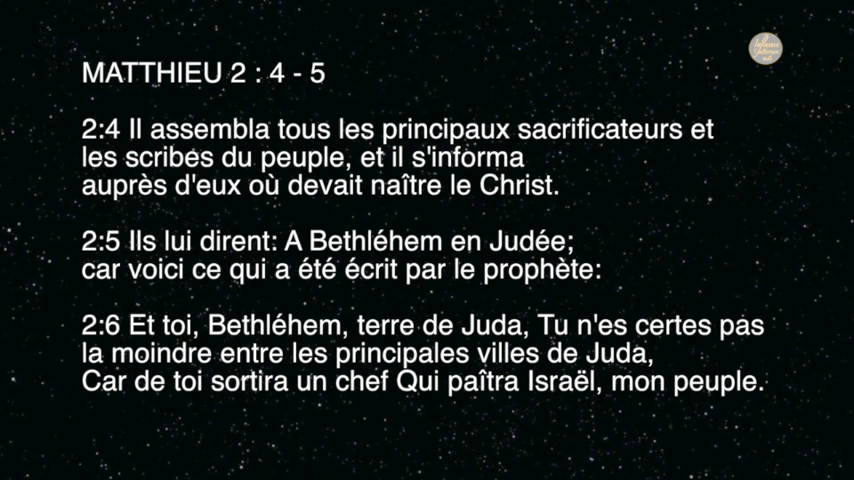 MATTHIEU 2 : 4 - 5
2:4 Il assembla tous les principaux sacrificateurs et
les scribes du peuple, et il s'informa
auprès d'eux où devait naître le Christ.
2:5 Ils lui dirent: A Bethléhem en Judée;
car voici ce qui a été écrit par le prophète:
2:6 Et toi, Bethléhem, terre de Juda, Tu n'es certes pas
la moindre entre les principales villes de Juda,
Car de toi sortira un chef Qui paîtra Israël, mon peuple.